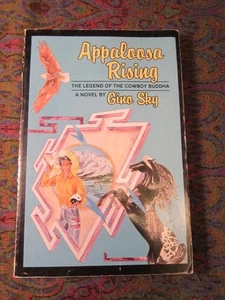 Appaloosa
Rising
THE LEGEND OF THE COWBOY BUDDHA
A NOVEL BY Gino Sky